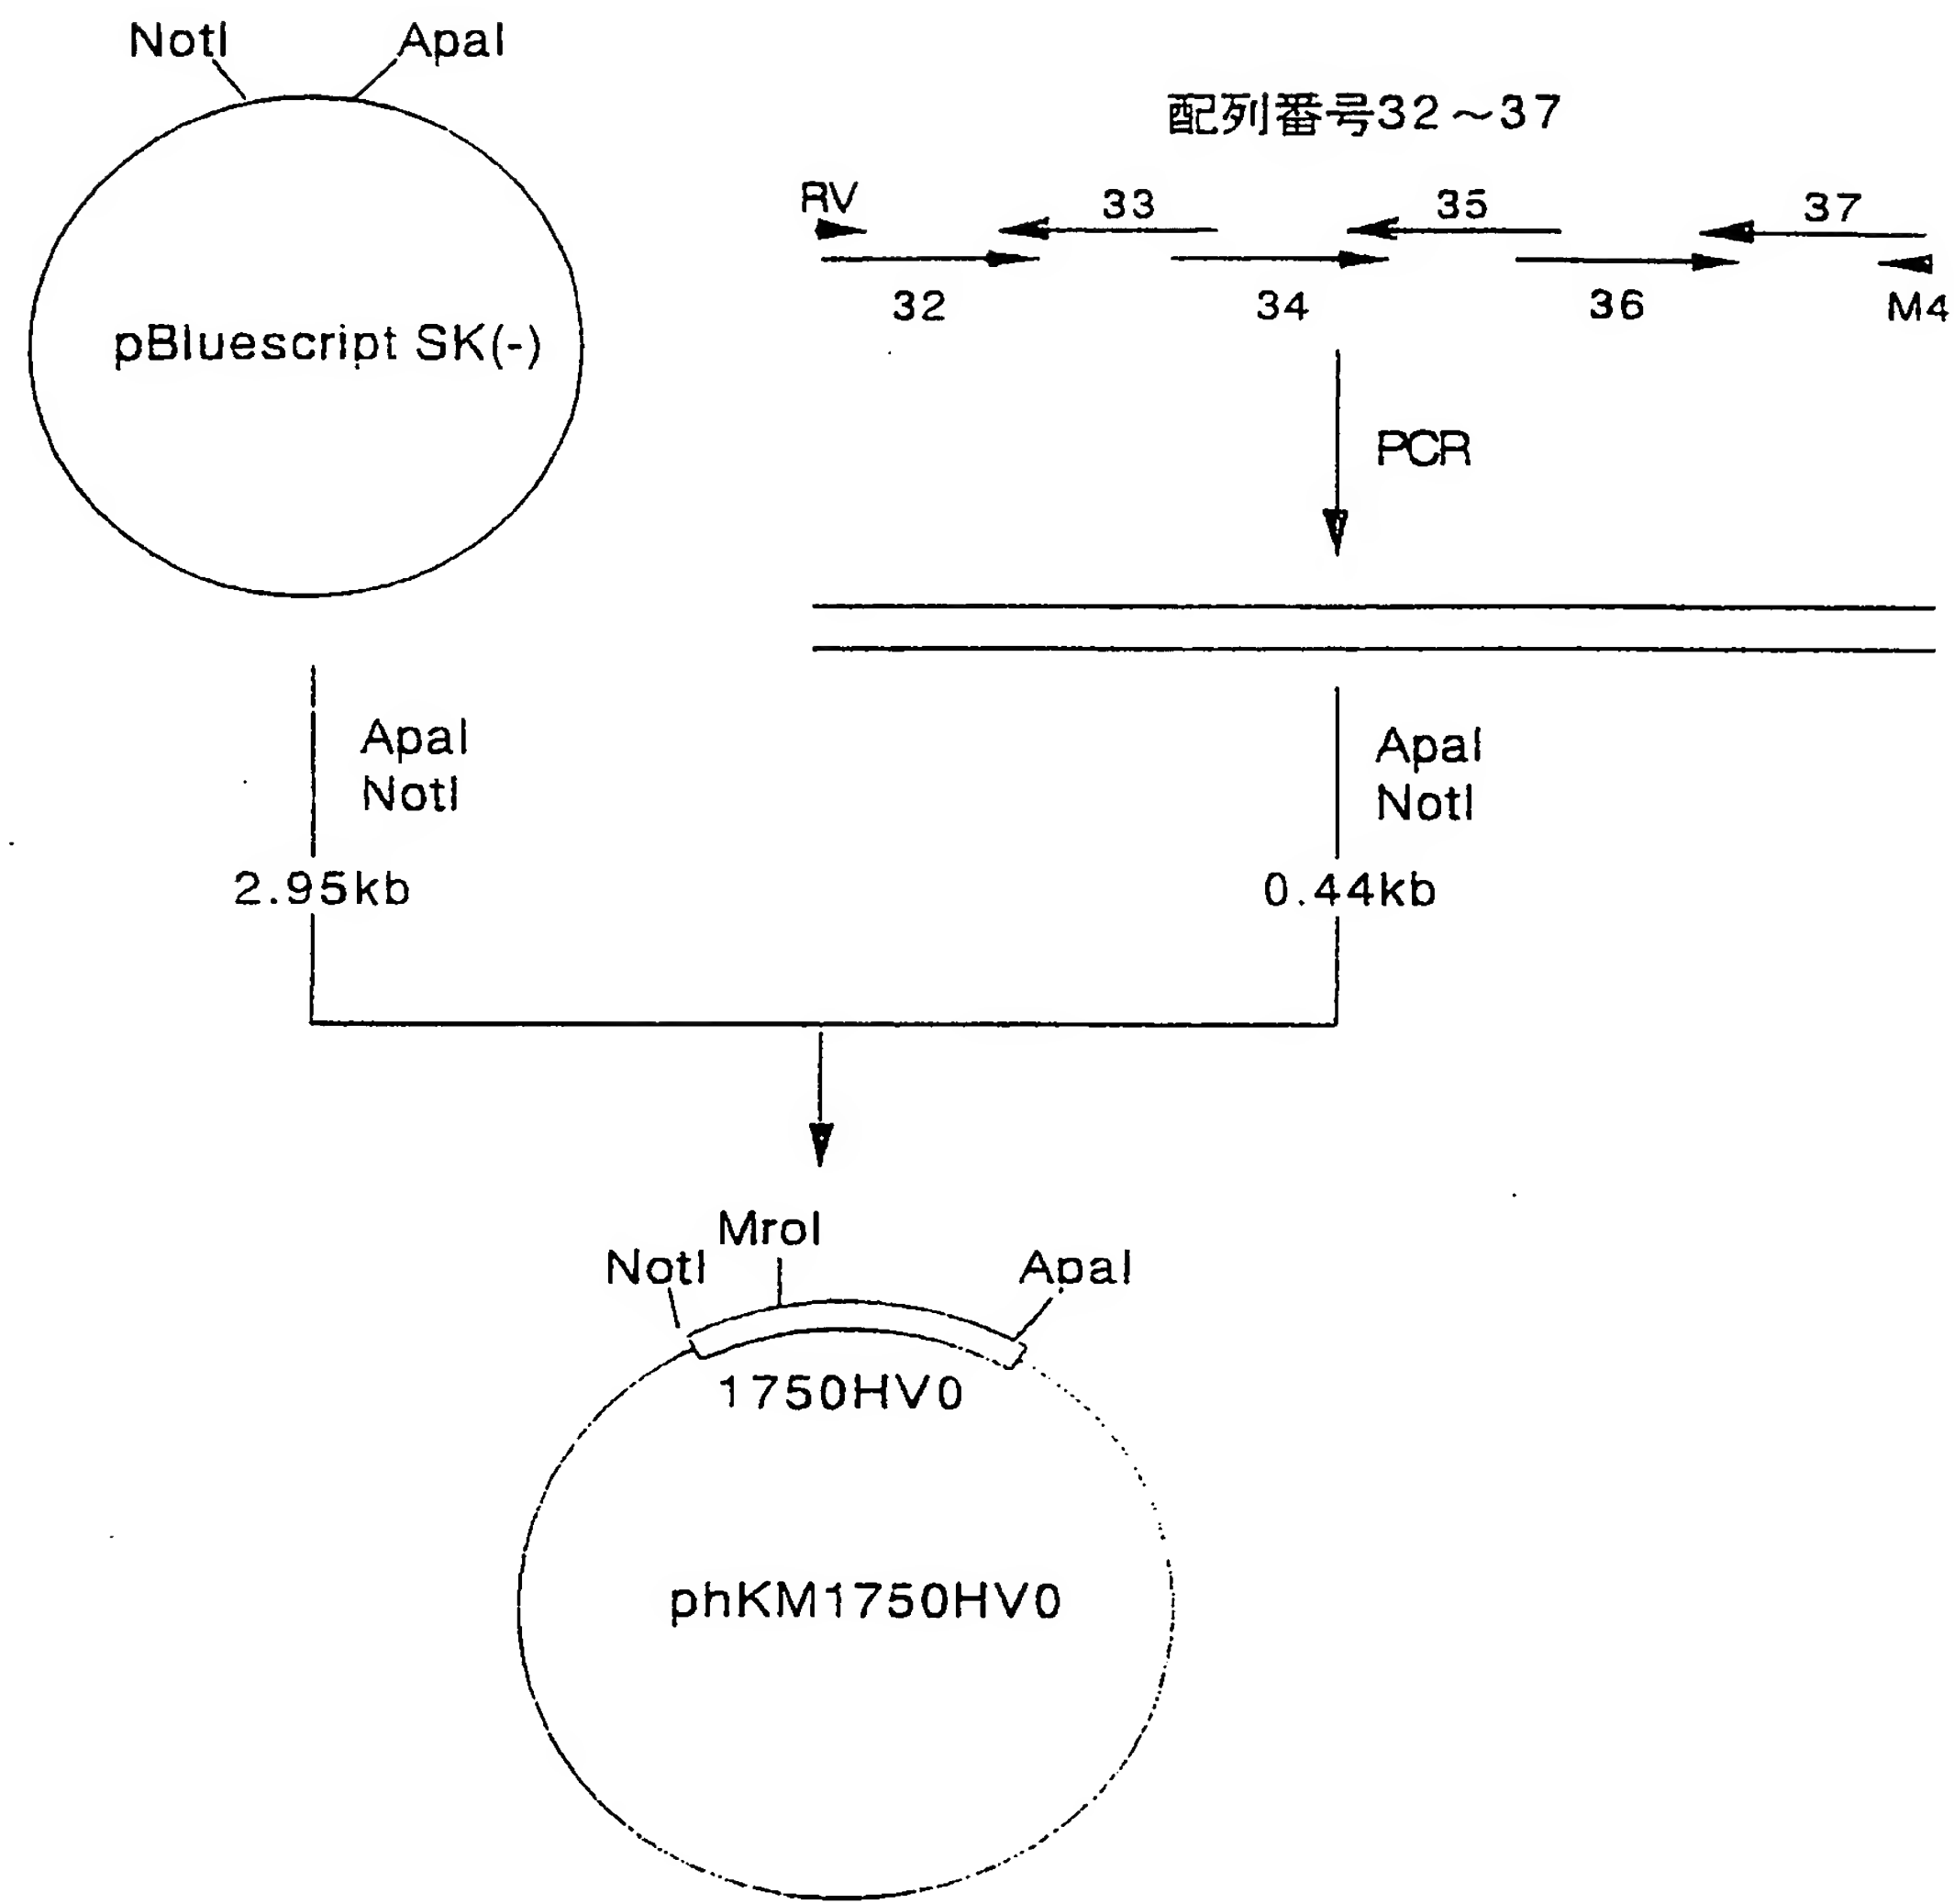 NotI
ApaI
pBluescript SK(-)
配列番号32～37
RV
33
35
37
32
34
36
M4
PCR
ApaI
NotI
2.95kb
ApaI
NotI
0.44kb
NotI
MroI
ApaI
1750HV0
phKM1750HV0